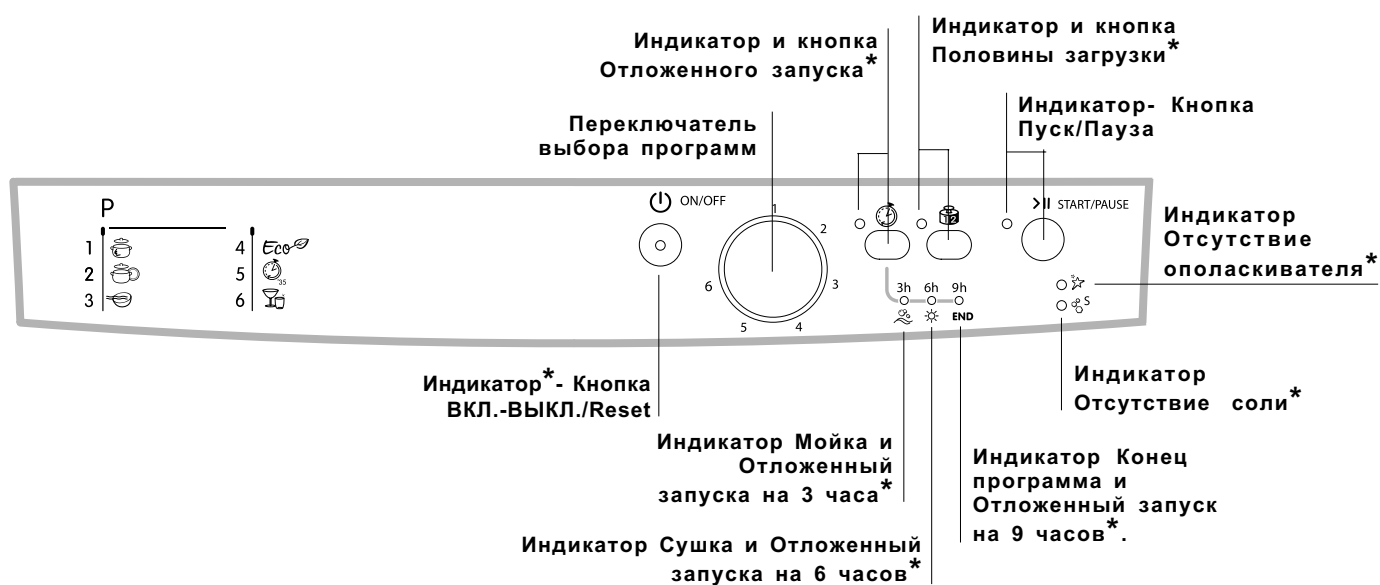 Индикатор и кнопка
Отложенного запуска*
Индикатор и кнопка
Половины загрузки*
Индикатор- Кнопка
Пуск/Пауза
Переключатель
выбора программ
Индикатор
Отсутствие
ополаскивателя*
P
1
2
3
4 Eco
5 35
6
ON/OFF
1
2
3
4
5
6
12
START/PAUSE
3h 6h 9h
END
S
Индикатор*- Кнопка
ВКЛ.-ВЫКЛ./Reset
Индикатор
Отсутствие соли*
Индикатор Мойка и
Отложенный
запуска на 3 часа*
Индикатор Конец
программа и
Отложенный запуск
на 9 часов*.
Индикатор Сушка и Отложенный
запуска на 6 часов*